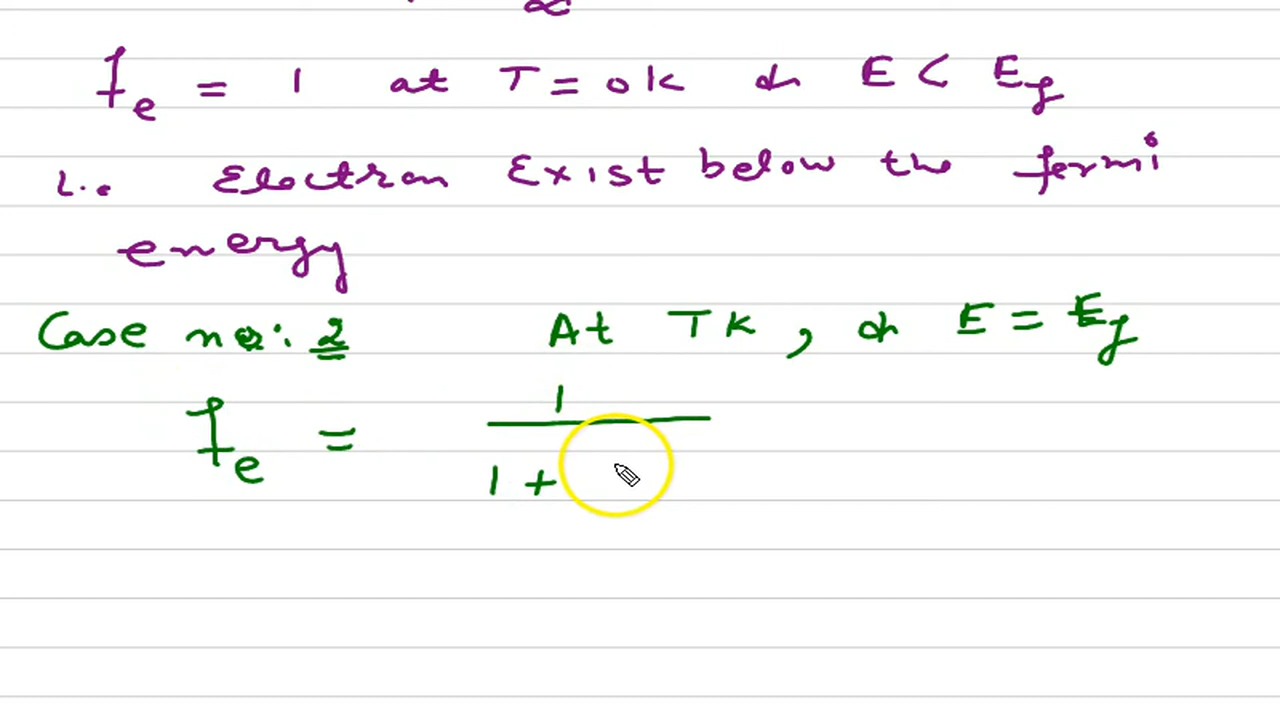 ∝
fe = 1 at T = 0K & E < Ef
i.e Electron Exist below the fermi
energy
Case no: 2 At TK, & E = Ef
fe = 1
1 +